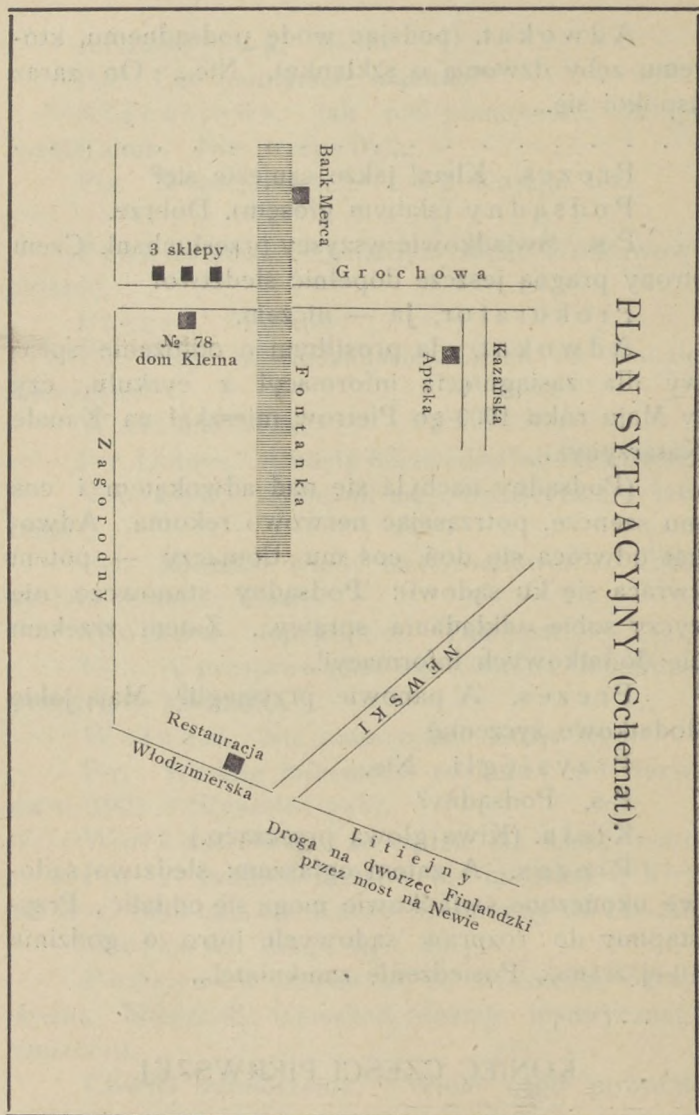 PLAN SYTUACYJNY (Schemat).
Bank Merca
3 sklepy
Grochowa
№ 78
dom Kleina
Fontanka
Apteka
Kazańska
Zagorodny
NEWSKI
Restauracja
Włodzimierska
Litiejny
Droga na dworzec Finlandzki
przez most na Newie